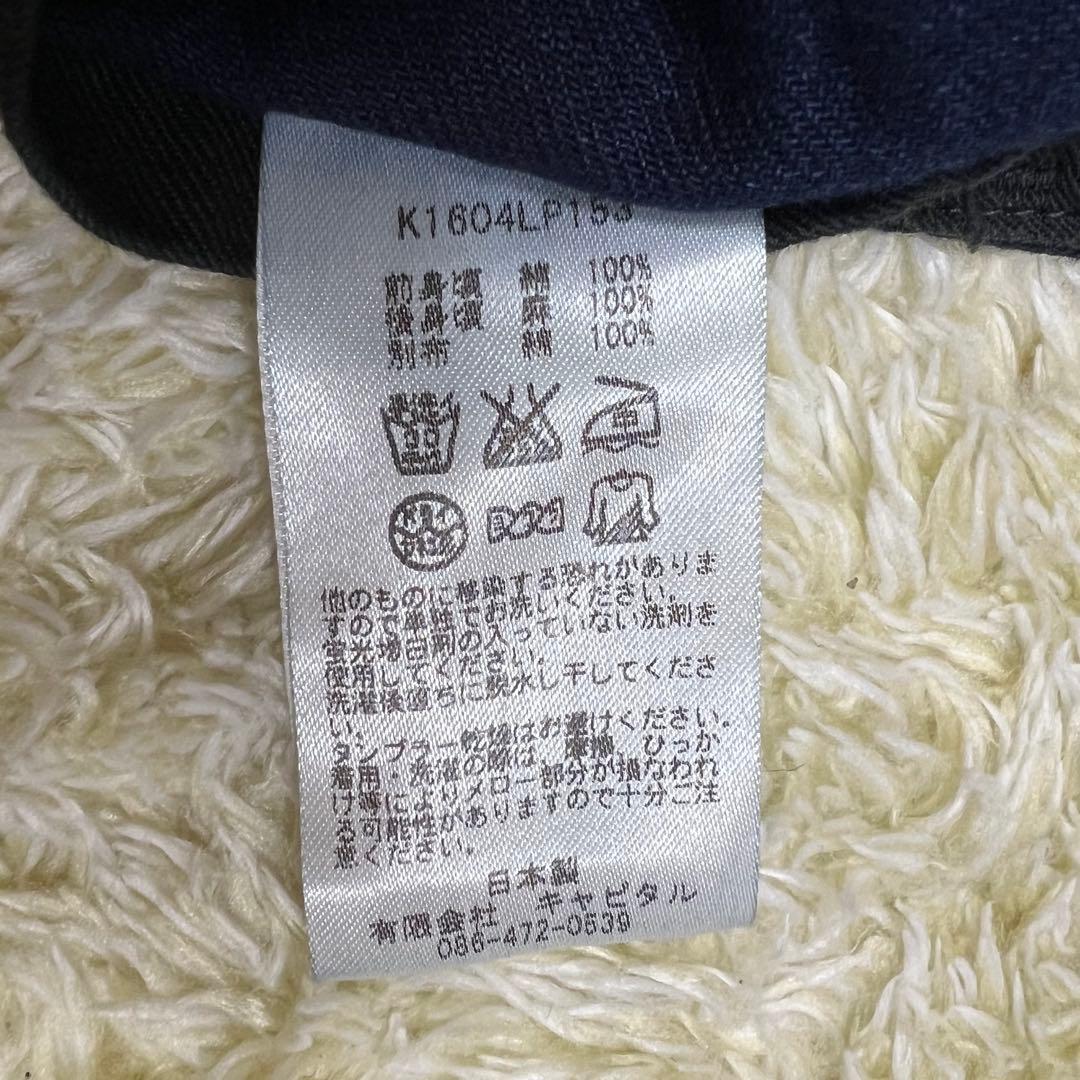 K1604LP153
前身頃 綿 100%
後身頃 麻 100%
別布 綿 100%
他のものに移染する恐れがありま
すので単独でお洗いください。
蛍光増白剤の入っていない洗剤を
使用してください。
洗濯後直ちに脱水し干してくださ
い。
タンブラー乾燥はお避けください。
着用・洗濯の際は、摩擦、ひっか
け等によりメロー部分が損なわれ
る可能性がありますので十分ご注
意ください。
日本製
有限会社 キャピタル
086-472-0539